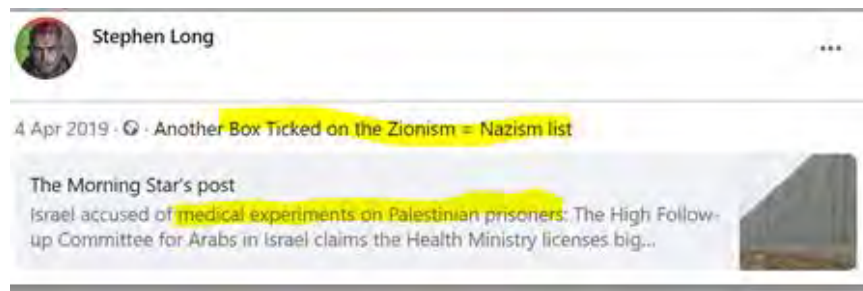 Stephen Long
...
4 Apr 2019 · Another Box Ticked on the Zionism = Nazism list
The Morning Star's post
Israel accused of medical experiments on Palestinian prisoners: The High Follow-
up Committee for Arabs in Israel claims the Health Ministry licenses big...